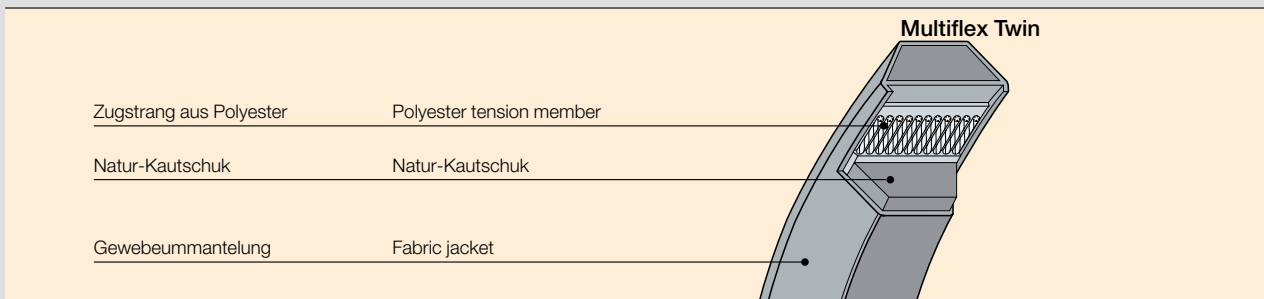 Multiflex Twin
Zugstrang aus Polyester Polyester tension member
Natur-Kautschuk Natur-Kautschuk
Gewebeummantelung Fabric jacket